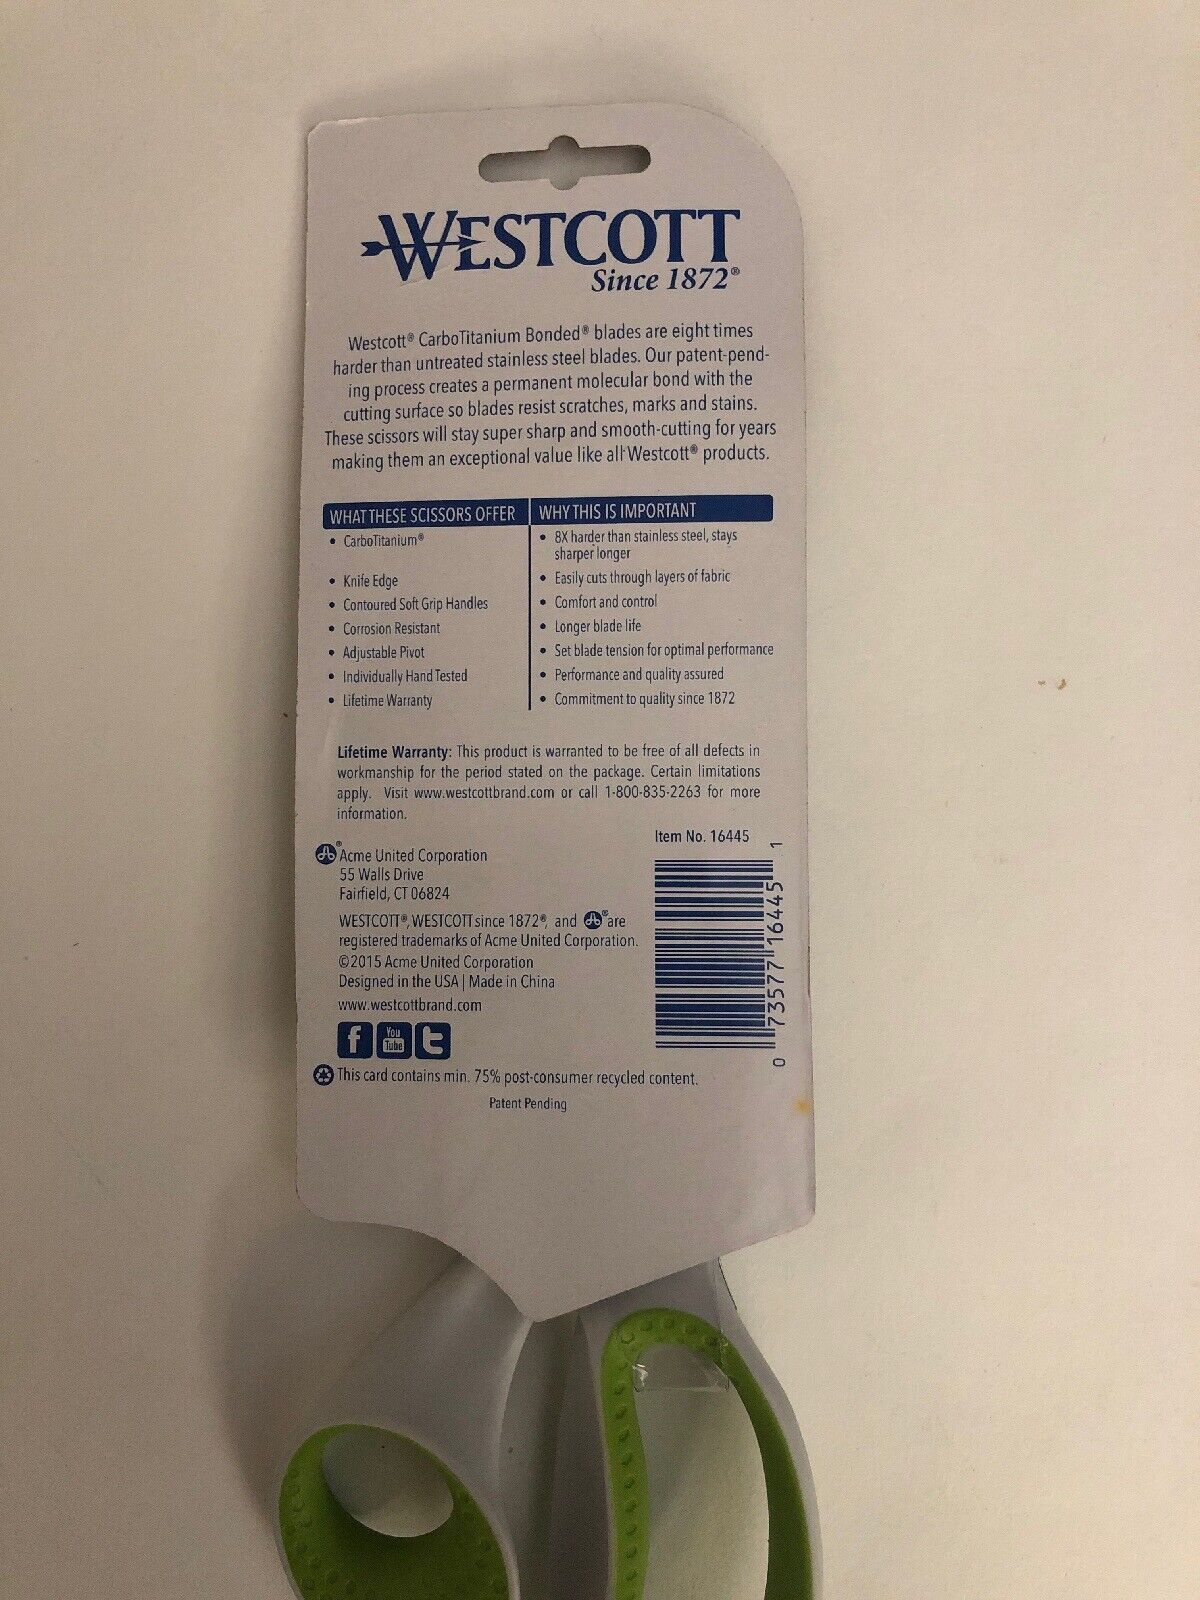 WESTCOTT
Since 1872®
Westcott® CarboTitanium Bonded® blades are eight times
harder than untreated stainless steel blades. Our patent-pend-
ing process creates a permanent molecular bond with the
cutting surface so blades resist scratches, marks and stains.
These scissors will stay super sharp and smooth-cutting for years
making them an exceptional value like all Westcott® products.
WHAT THESE SCISSORS OFFER WHY THIS IS IMPORTANT
• CarboTitanium® • 8X harder than stainless steel, stays
sharper longer
• Knife Edge • Easily cuts through layers of fabric
• Contoured Soft Grip Handles • Comfort and control
• Corrosion Resistant • Longer blade life
• Adjustable Pivot • Set blade tension for optimal performance
• Individually Hand Tested • Performance and quality assured
• Lifetime Warranty • Commitment to quality since 1872
Lifetime Warranty: This product is warranted to be free of all defects in
workmanship for the period stated on the package. Certain limitations
apply. Visit www.westcottbrand.com or call 1-800-835-2263 for more
information.
Item No. 16445
® Acme United Corporation
55 Walls Drive
Fairfield, CT 06824
WESTCOTT®, WESTCOTT since 1872®, and ® are
registered trademarks of Acme United Corporation.
©2015 Acme United Corporation
Designed in the USA | Made in China
www.westcottbrand.com
f You Tube t
0 73577 16445 1
This card contains min. 75% post-consumer recycled content.
Patent Pending